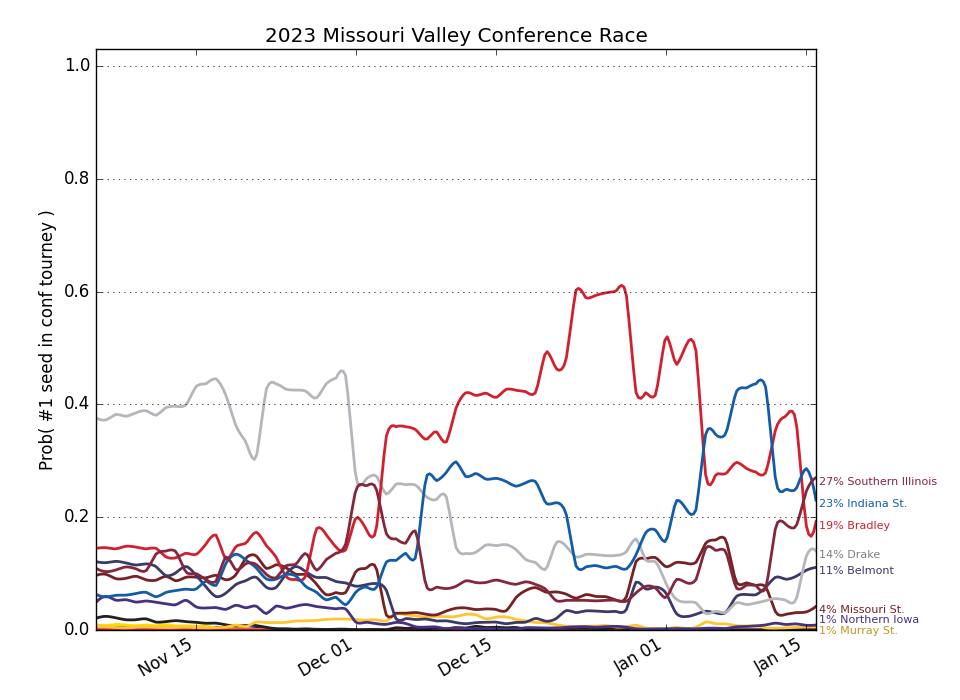 2023 Missouri Valley Conference Race
1.0
0.8
0.6
0.4
0.2
0.0
Prob( #1 seed in conf tourney )
27% Southern Illinois
23% Indiana St.
19% Bradley
14% Drake
11% Belmont
4% Missouri St.
1% Northern Iowa
1% Murray St.
Nov 15
Dec 01
Dec 15
Jan 01
Jan 15